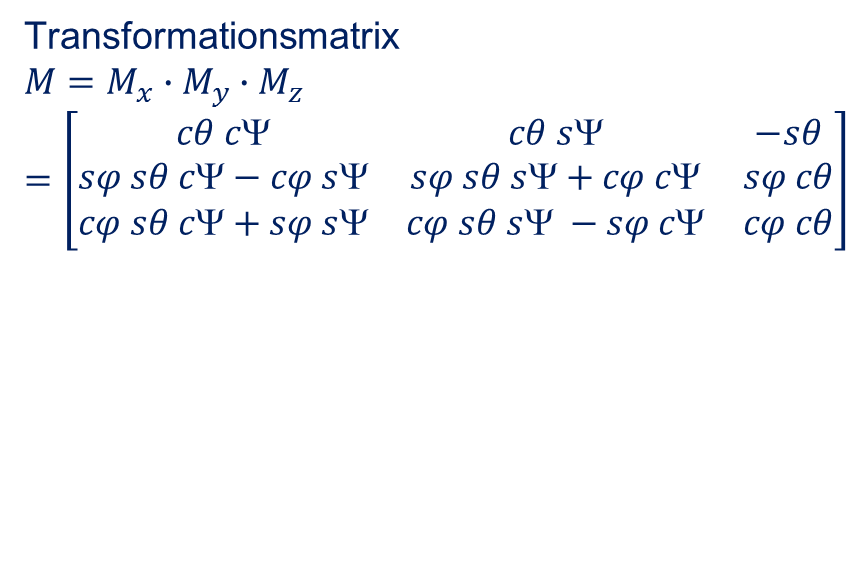 Transformationsmatrix
M = Mₓ · M_y · M_z
= [ cθ cΨ   cθ sΨ   −sθ
sφ sθ cΨ − cφ sΨ   sφ sθ sΨ + cφ cΨ   sφ cθ
cφ sθ cΨ + sφ sΨ   cφ sθ sΨ − sφ cΨ   cφ cθ ]